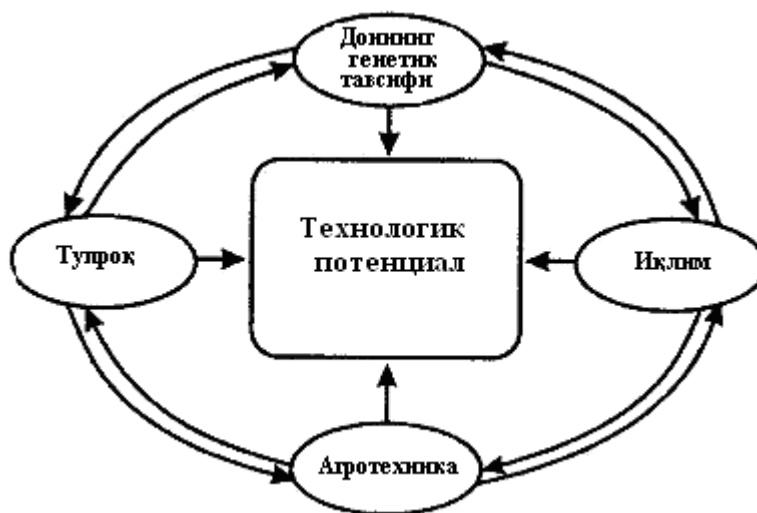 Доннинг
генетик
тавсифи
Технологик
потенциал
Тупроқ
Иқлим
Агротехника